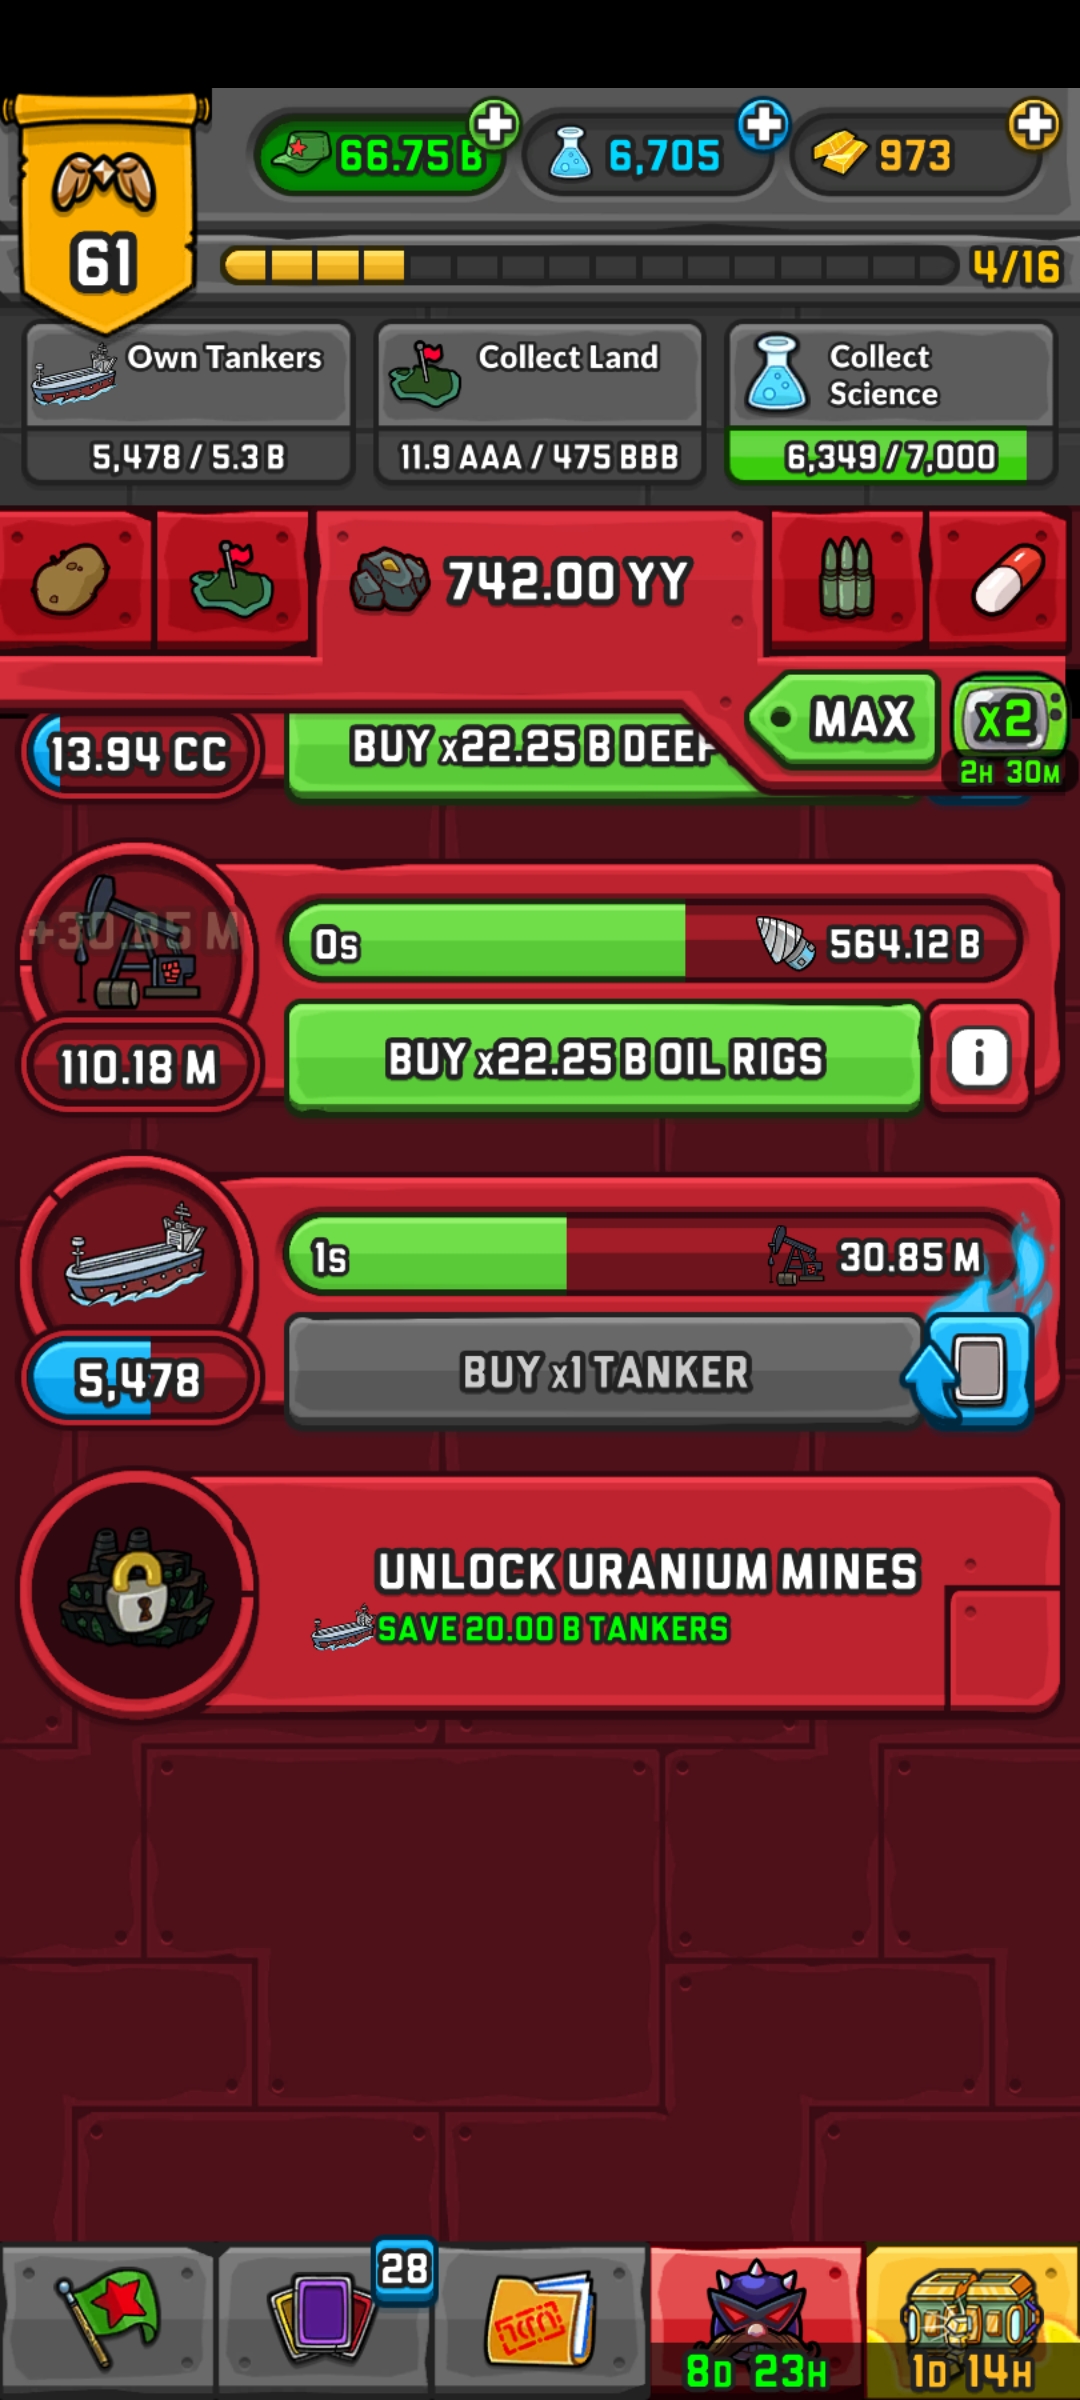 66.75 B
6,705
973
61
4/16
Own Tankers
Collect Land
Collect
Science
5,478 / 5.3 B
11.9 AAA / 475 BBB
6,349 / 7,000
742.00 YY
MAX
x2
2H 30M
13.94 CC
BUY x22.25 B DEEP
+30.85 M
0s
564.12 B
110.18 M
BUY x22.25 B OIL RIGS
i
1s
30.85 M
5,478
BUY x1 TANKER
UNLOCK URANIUM MINES
SAVE 20.00 B TANKERS
28
8D 23H
1D 14H